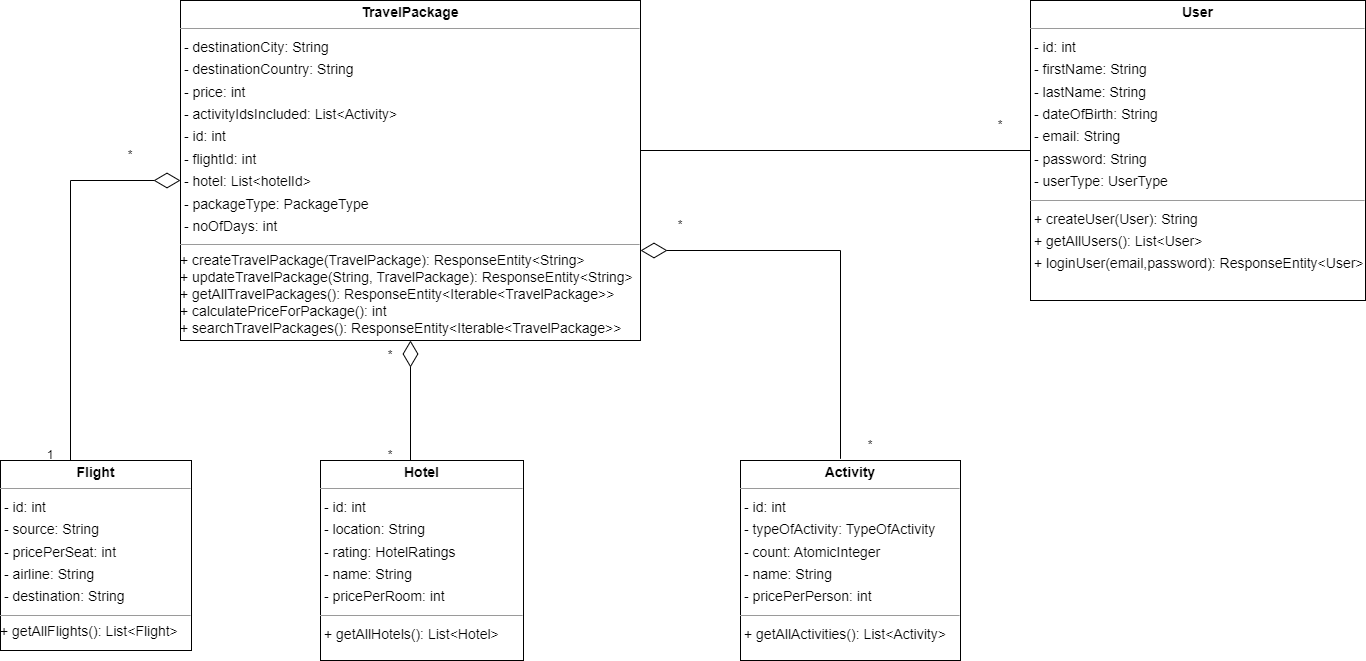 TravelPackage
- destinationCity: String
- destinationCountry: String
- price: int
- activityIdsIncluded: List<Activity>
- id: int
- flightId: int
- hotel: List<hotelId>
- packageType: PackageType
- noOfDays: int
+ createTravelPackage(TravelPackage): ResponseEntity<String>
+ updateTravelPackage(String, TravelPackage): ResponseEntity<String>
+ getAllTravelPackages(): ResponseEntity<Iterable<TravelPackage>>
+ calculatePriceForPackage(): int
+ searchTravelPackages(): ResponseEntity<Iterable<TravelPackage>>
User
- id: int
- firstName: String
- lastName: String
- dateOfBirth: String
- email: String
- password: String
- userType: UserType
+ createUser(User): String
+ getAllUsers(): List<User>
+ loginUser(email,password): ResponseEntity<User>
*
*
*
*
1
*
*
Flight
- id: int
- source: String
- pricePerSeat: int
- airline: String
- destination: String
+ getAllFlights(): List<Flight>
Hotel
- id: int
- location: String
- rating: HotelRatings
- name: String
- pricePerRoom: int
+ getAllHotels(): List<Hotel>
Activity
- id: int
- typeOfActivity: TypeOfActivity
- count: AtomicInteger
- name: String
- pricePerPerson: int
+ getAllActivities(): List<Activity>